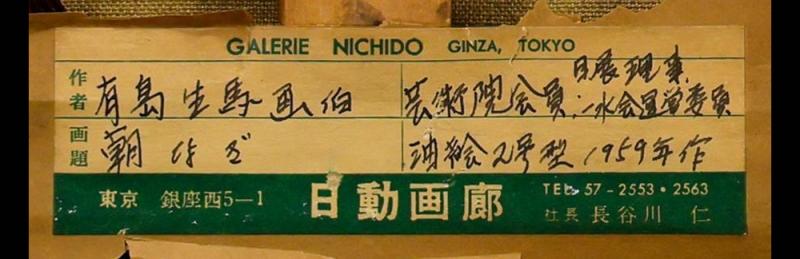 GALERIE NICHIDO GINZA, TOKYO
作者 有島生馬画伯
日展理事
芸術院会員、一水会運営委員
画題 朝なぎ
油絵 2号型 1959年作
東京 銀座西5—1 日動画廊 TEL. 57-2553・2563
社長 長谷川 仁